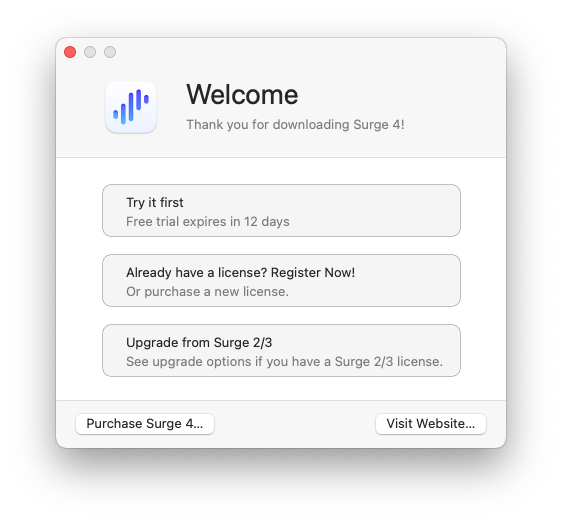 Welcome
Thank you for downloading Surge 4!
Try it first
Free trial expires in 12 days
Already have a license? Register Now!
Or purchase a new license.
Upgrade from Surge 2/3
See upgrade options if you have a Surge 2/3 license.
Purchase Surge 4...
Visit Website...